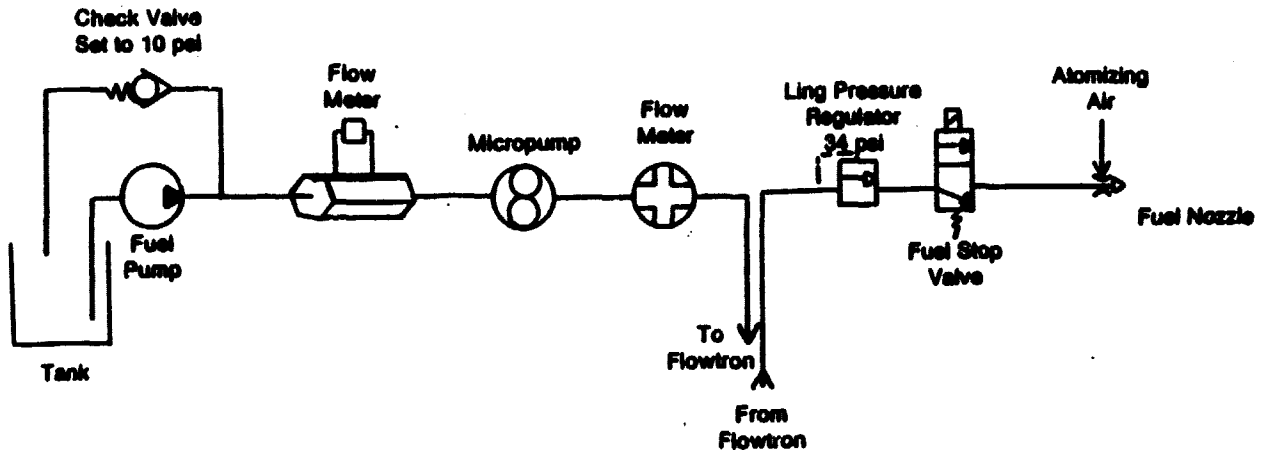 Check Valve
Set to 10 psi
Flow
Meter
Micropump
Flow
Meter
Ling Pressure
Regulator
34 psi
Atomizing
Air
Fuel Nozzle
Fuel Stop
Valve
Fuel
Pump
Tank
To
Flowtron
From
Flowtron